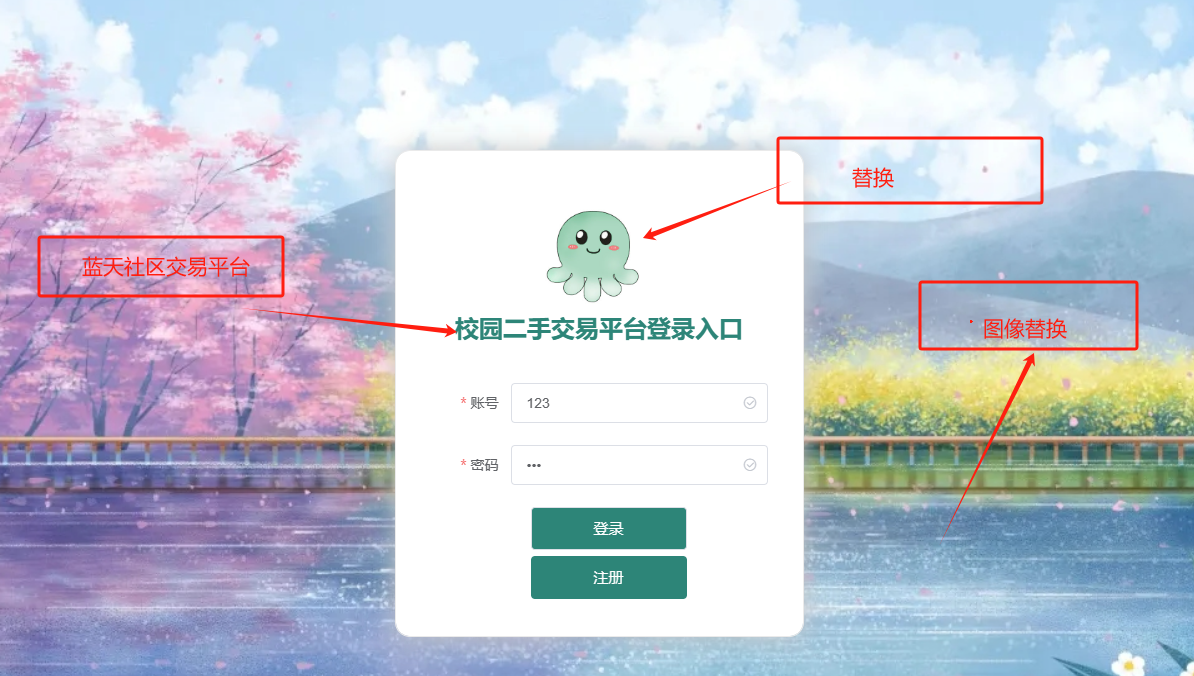 替换
蓝天社区交易平台
校园二手交易平台登录入口
图像替换
* 账号
123
* 密码
•••
登录
注册